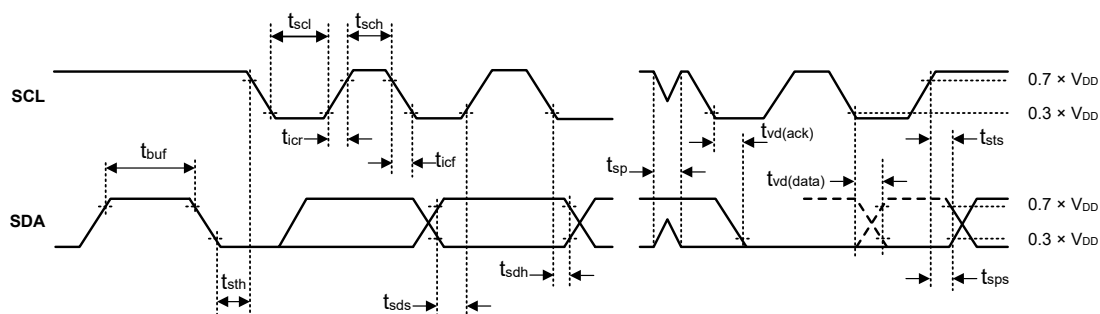 tscl
tsch
SCL
0.7 × VDD
0.3 × VDD
ticr
ticf
tbuf
tsp
tvd(ack)
tsts
tvd(data)
SDA
0.7 × VDD
0.3 × VDD
tsth
tsdh
tsds
tsps